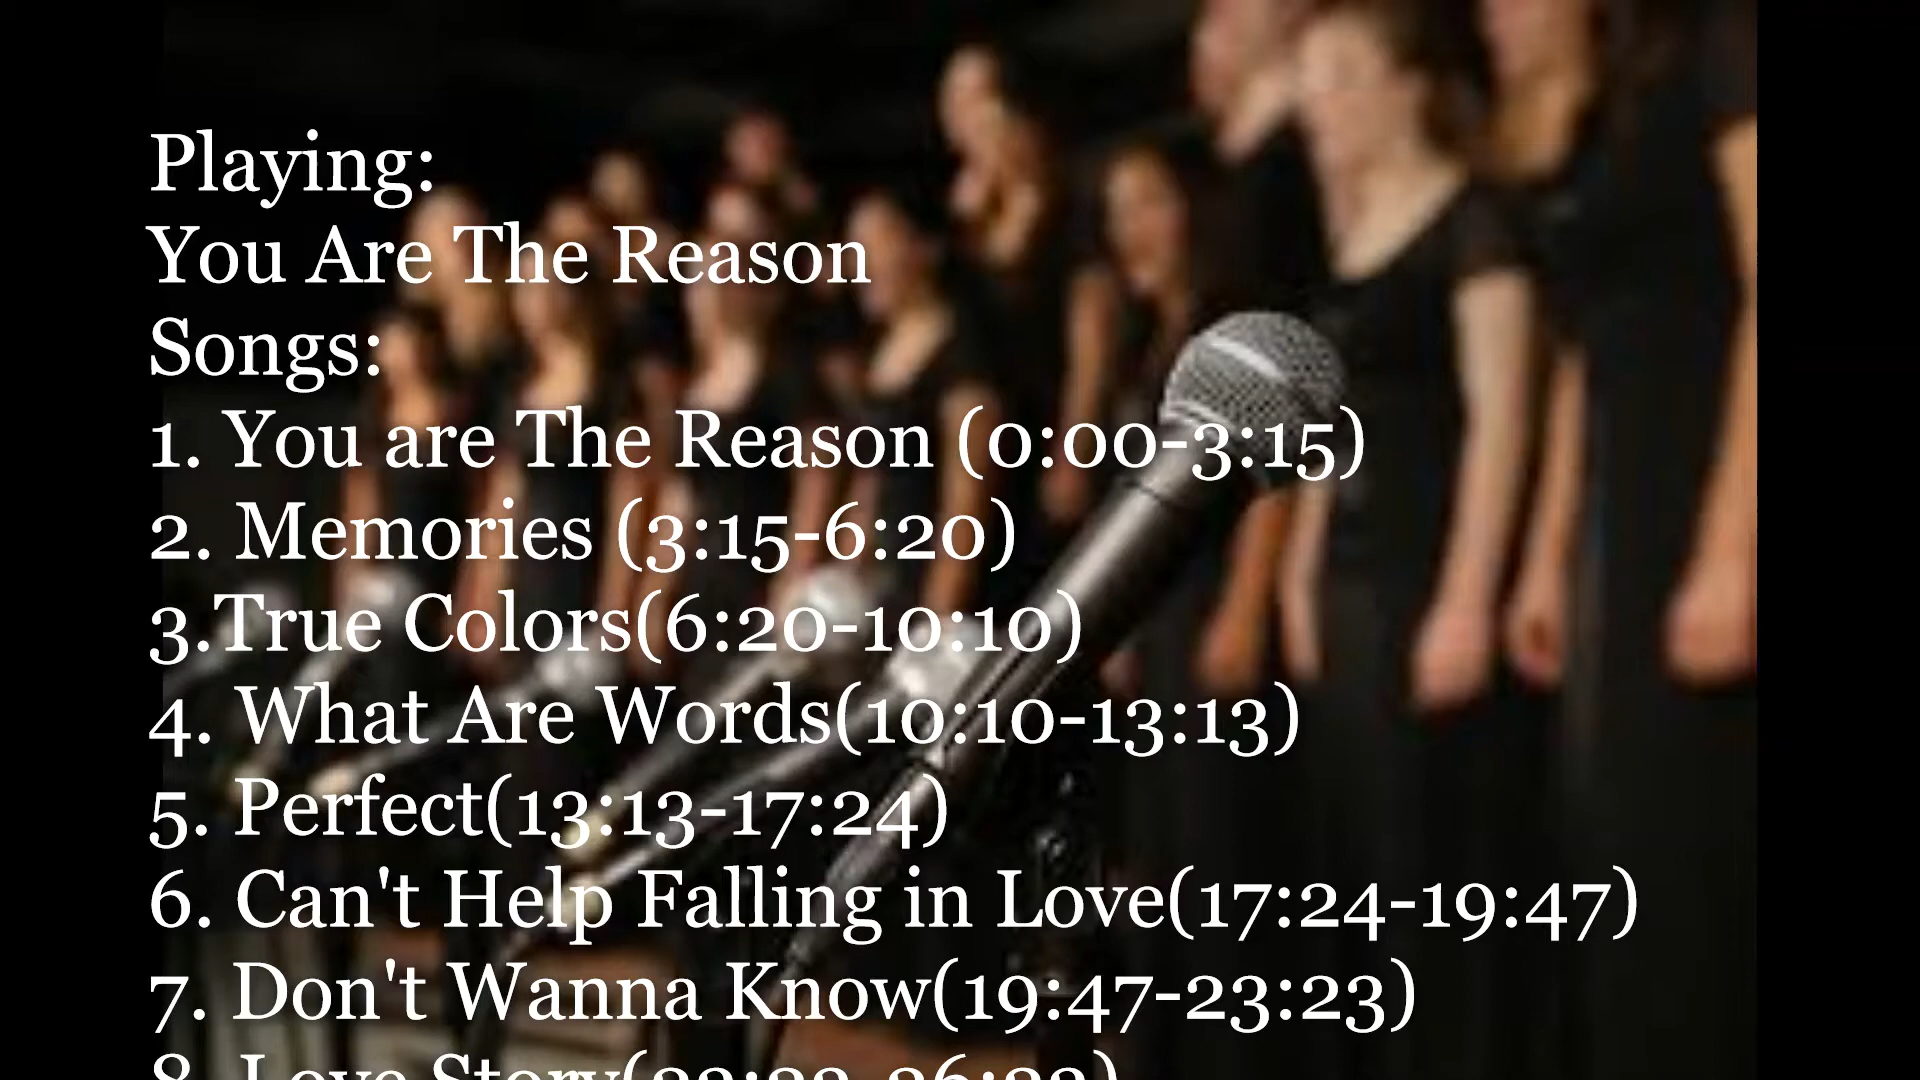 Playing:
You Are The Reason
Songs:
1. You are The Reason (0:00-3:15)
2. Memories (3:15-6:20)
3.True Colors(6:20-10:10)
4. What Are Words(10:10-13:13)
5. Perfect(13:13-17:24)
6. Can't Help Falling in Love(17:24-19:47)
7. Don't Wanna Know(19:47-23:23)
8. Love Story